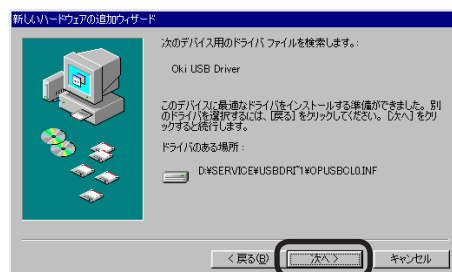 新しいハードウェアの追加ウィザード
次のデバイス用のドライバ ファイルを検索します。:
Oki USB Driver
このデバイスに最適なドライバをインストールする準備ができました。別
のドライバを選択するには、[戻る] をクリックしてください。[次へ] をクリ
ックすると続行します。
ドライバのある場所:
D:¥SERVICE¥USBDRI~1¥OPUSBCL0.INF
< 戻る(B)
次へ >
キャンセル